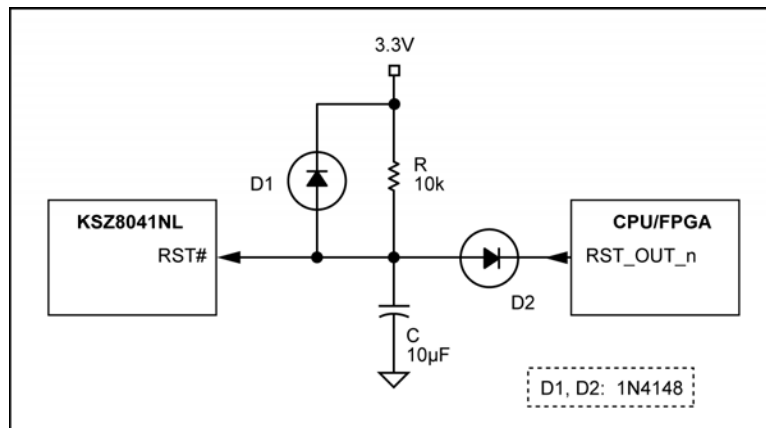 3.3V
D1
R
10k
KSZ8041NL
RST#
CPU/FPGA
RST_OUT_n
D2
C
10µF
D1, D2: 1N4148